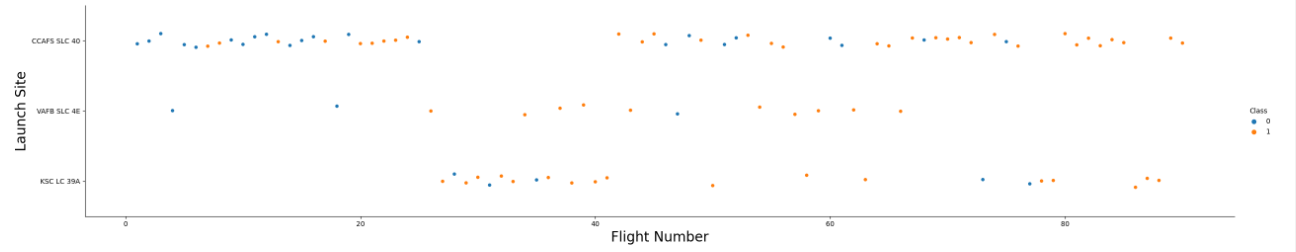 Launch Site
CCAFS SLC 40
VAFB SLC 4E
KSC LC 39A
0 20 40 60 80
Flight Number
Class
0
1